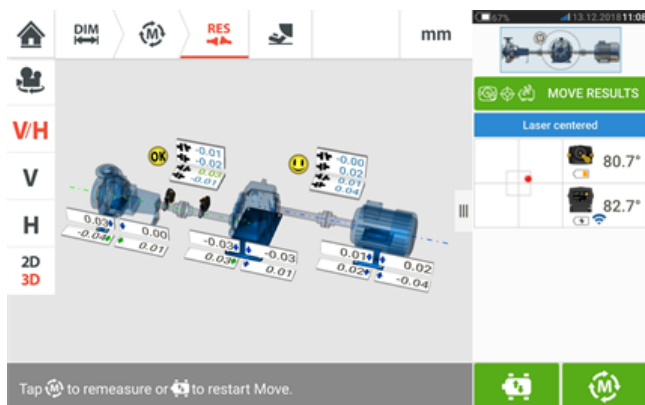 DIM
M
RES
mm
67%
13.12.2018 11:08
MOVE RESULTS
Laser centered
80.7°
82.7°
V/H
V
H
2D
3D
OK
-0.01
-0.02
0.03
-0.01
-0.00
0.02
0.01
0.04
0.03
0.00
-0.04
0.01
-0.03
-0.03
0.03
0.01
0.01
0.02
0.02
-0.04
Tap M to remeasure or to restart Move.
M